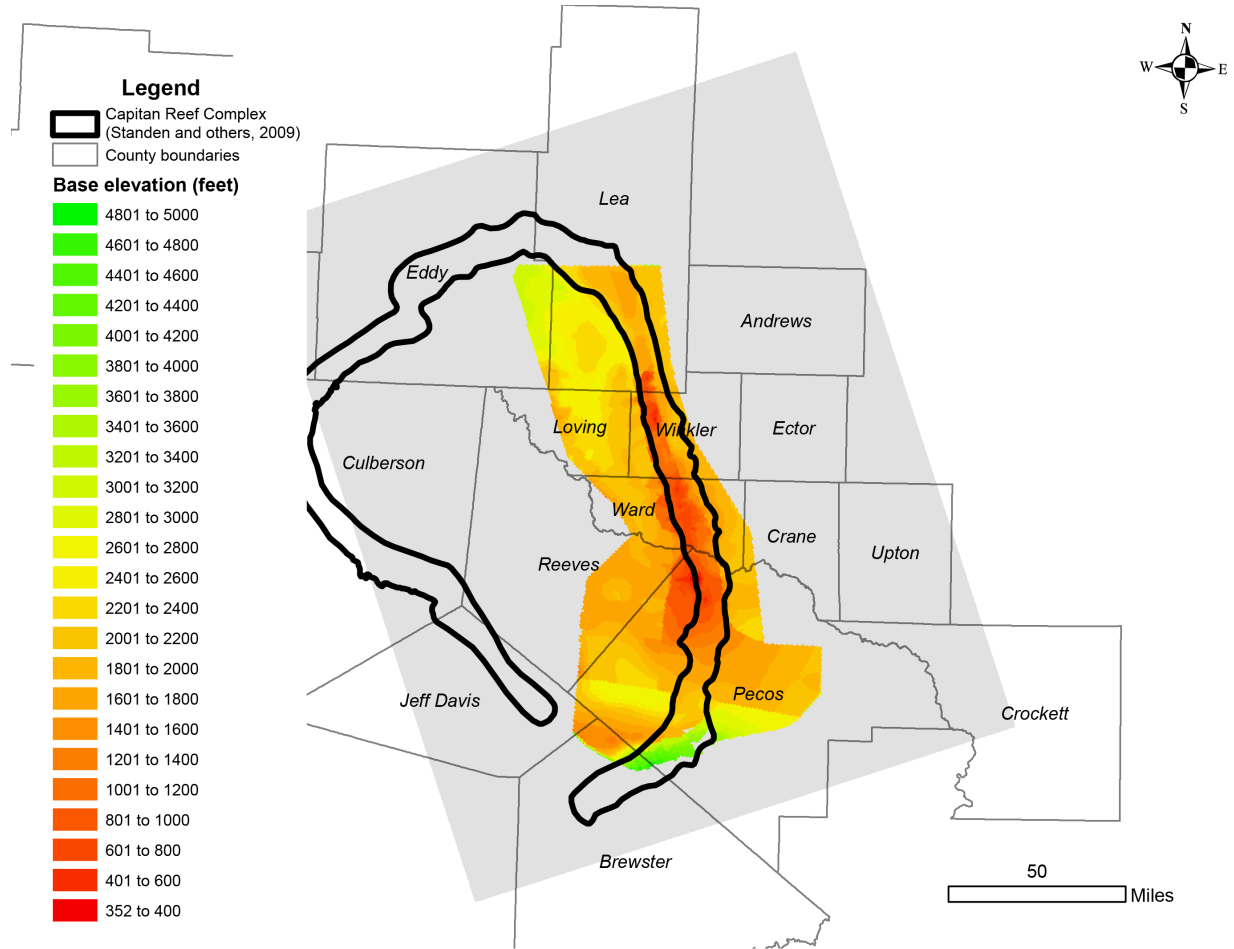 N
W
E
S
Legend
Capitan Reef Complex
(Standen and others, 2009)
County boundaries
Base elevation (feet)
4801 to 5000
4601 to 4800
4401 to 4600
4201 to 4400
4001 to 4200
3801 to 4000
3601 to 3800
3401 to 3600
3201 to 3400
3001 to 3200
2801 to 3000
2601 to 2800
2401 to 2600
2201 to 2400
2001 to 2200
1801 to 2000
1601 to 1800
1401 to 1600
1201 to 1400
1001 to 1200
801 to 1000
601 to 800
401 to 600
352 to 400
Lea
Eddy
Andrews
Loving
Winkler
Ector
Culberson
Ward
Crane
Upton
Reeves
Jeff Davis
Pecos
Crockett
Brewster
50
Miles